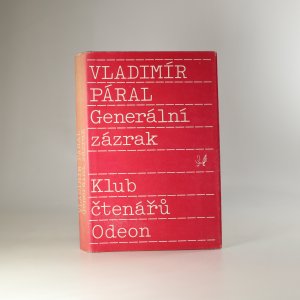 VLADIMÍR
PÁRAL
Generální
zázrak
Klub
čtenářů
Odeon